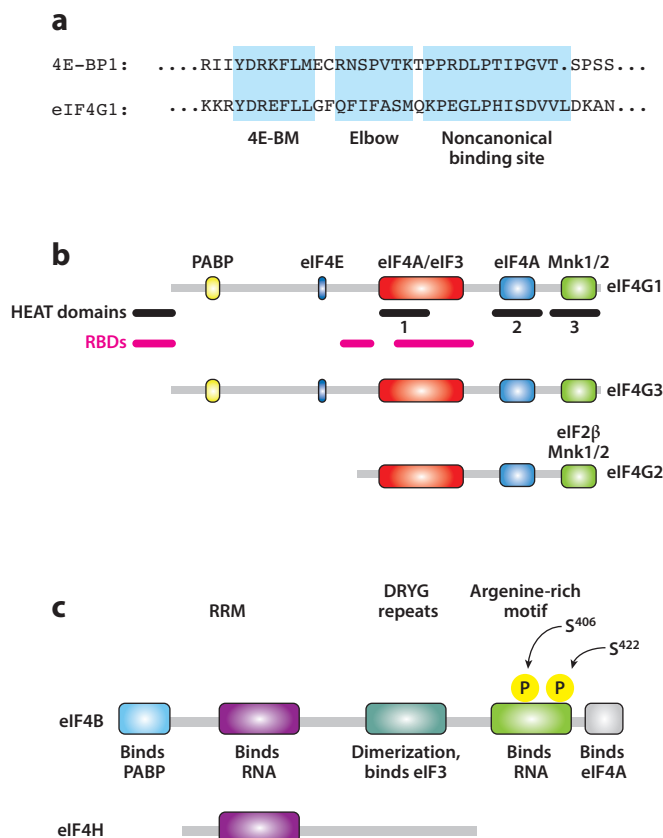 a
4E-BP1: ....RIIYDRKFLMECRNSPVTKTPPRDLPTIPGVT.SPSS...
eIF4G1: ...KKRYDREFLLGFQFIFASMQKPEGLPHISDVVLDKAN...
4E-BM Elbow Noncanonical
binding site
b
PABP eIF4E eIF4A/eIF3 eIF4A Mnk1/2
eIF4G1
HEAT domains
1 2 3
RBDs
eIF4G3
eIF2β
Mnk1/2
eIF4G2
c
RRM DRYG repeats Argenine-rich motif
S406
S422
P P
eIF4B
Binds PABP Binds RNA Dimerization, binds eIF3 Binds RNA Binds eIF4A
eIF4H